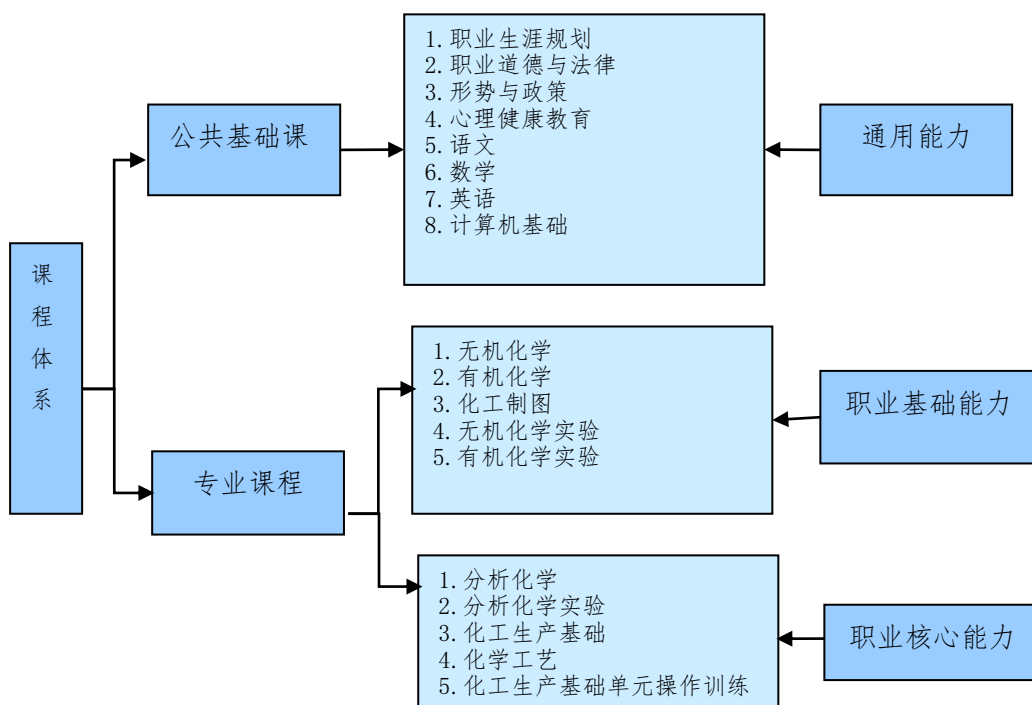 课程体系
公共基础课
1.职业生涯规划
2.职业道德与法律
3.形势与政策
4.心理健康教育
5.语文
6.数学
7.英语
8.计算机基础
通用能力
专业课程
1.无机化学
2.有机化学
3.化工制图
4.无机化学实验
5.有机化学实验
职业基础能力
1.分析化学
2.分析化学实验
3.化工生产基础
4.化学工艺
5.化工生产基础单元操作训练
职业核心能力